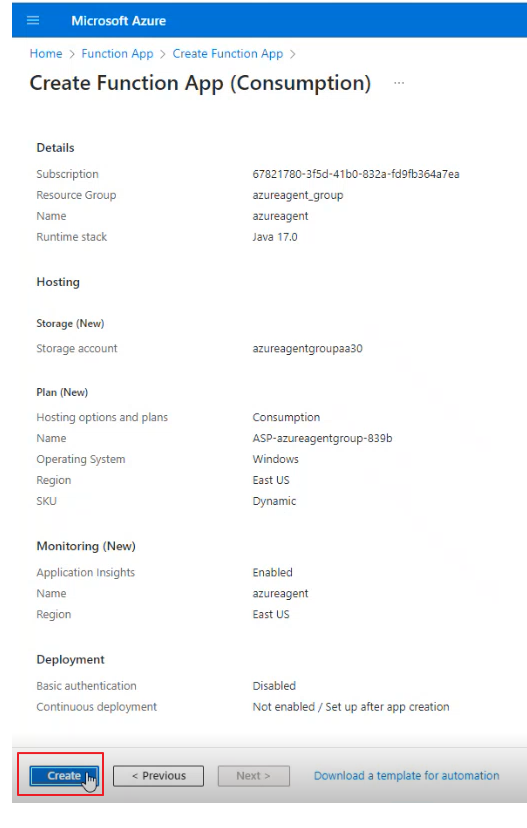 Microsoft Azure
Home > Function App > Create Function App >
Create Function App (Consumption) ...
Details
Subscription 67821780-3f5d-41b0-832a-fd9fb364a7ea
Resource Group azureagent_group
Name azureagent
Runtime stack Java 17.0
Hosting
Storage (New)
Storage account azureagentgroupaa30
Plan (New)
Hosting options and plans Consumption
Name ASP-azureagentgroup-839b
Operating System Windows
Region East US
SKU Dynamic
Monitoring (New)
Application Insights Enabled
Name azureagent
Region East US
Deployment
Basic authentication Disabled
Continuous deployment Not enabled / Set up after app creation
Create < Previous Next > Download a template for automation